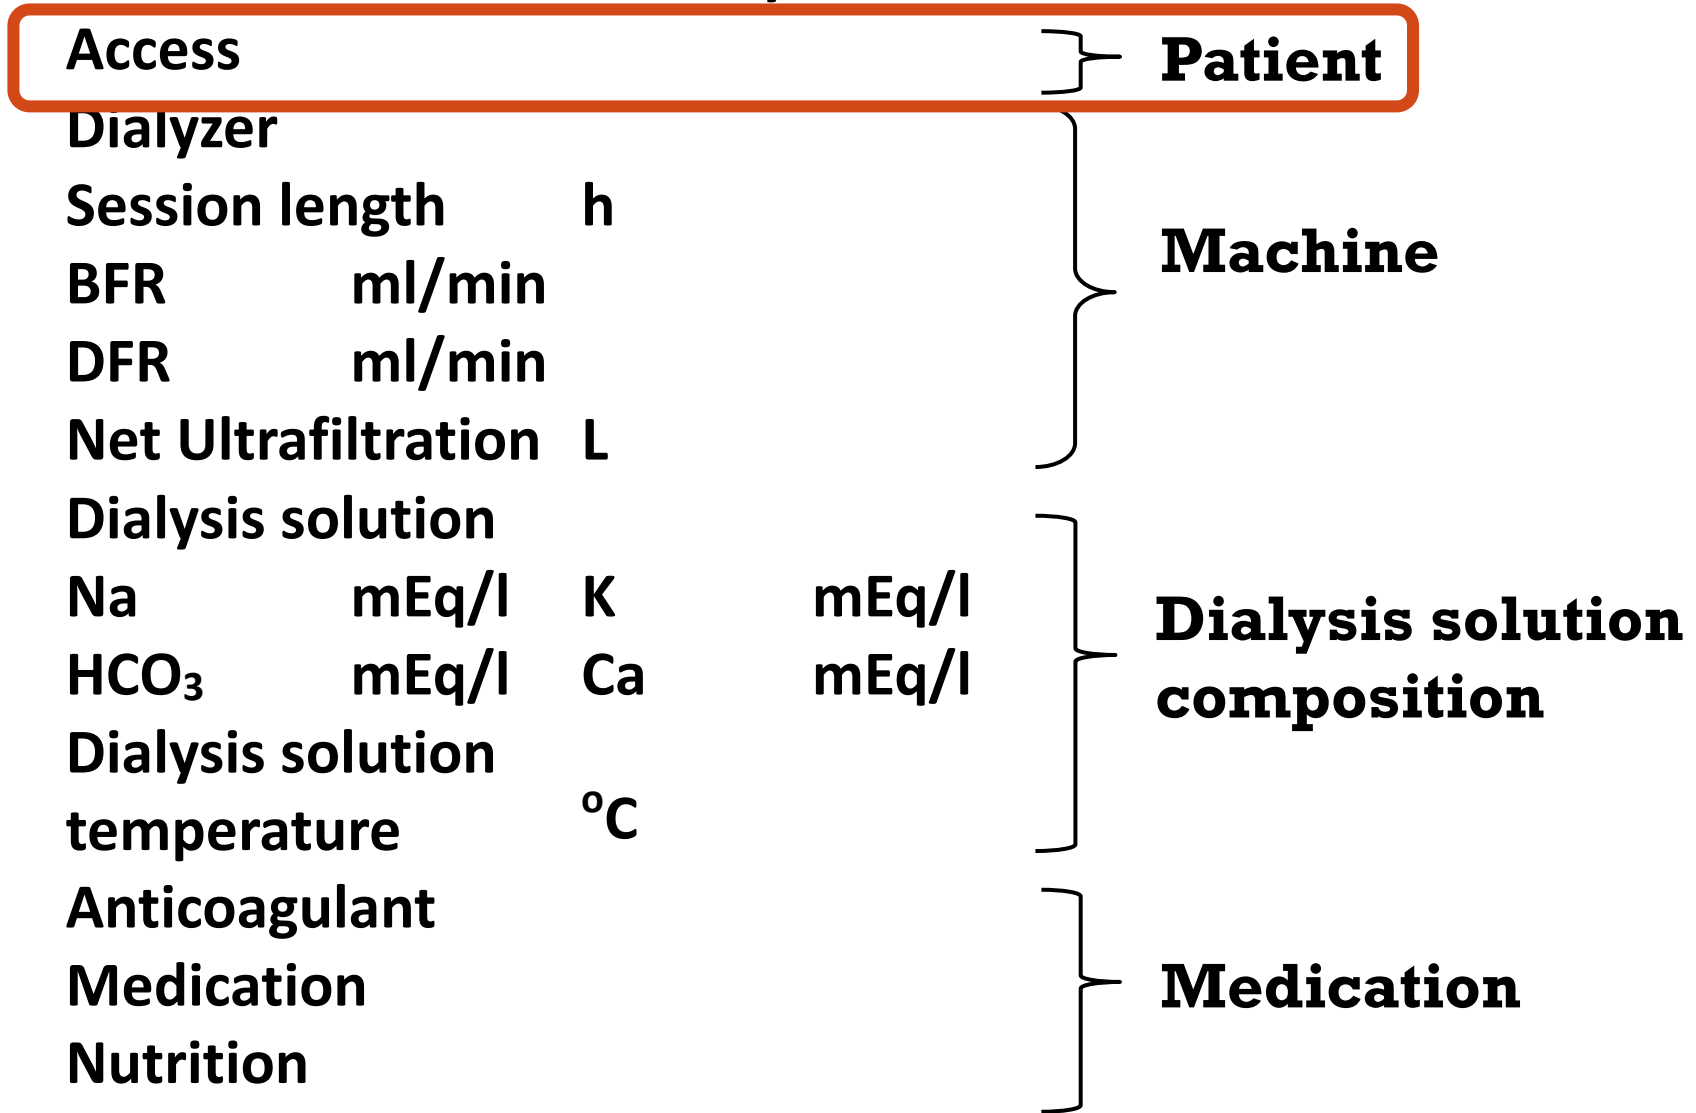 Access Patient
Dialyzer
Session length h
Machine
BFR ml/min
DFR ml/min
Net Ultrafiltration L
Dialysis solution
Na mEq/l K mEq/l
HCO₃ mEq/l Ca mEq/l
Dialysis solution
composition
Dialysis solution
temperature ºC
Anticoagulant
Medication
Medication
Nutrition